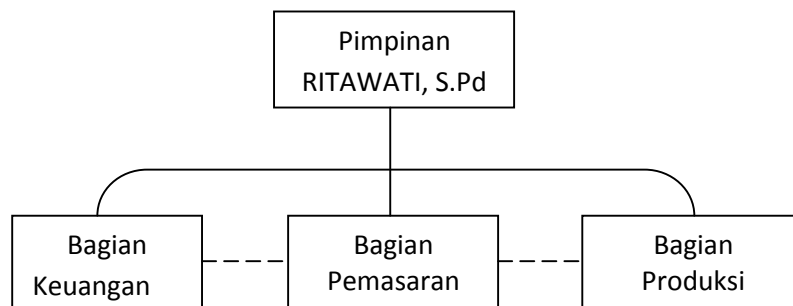 Pimpinan
RITAWATI, S.Pd
Bagian
Keuangan
Bagian
Pemasaran
Bagian
Produksi